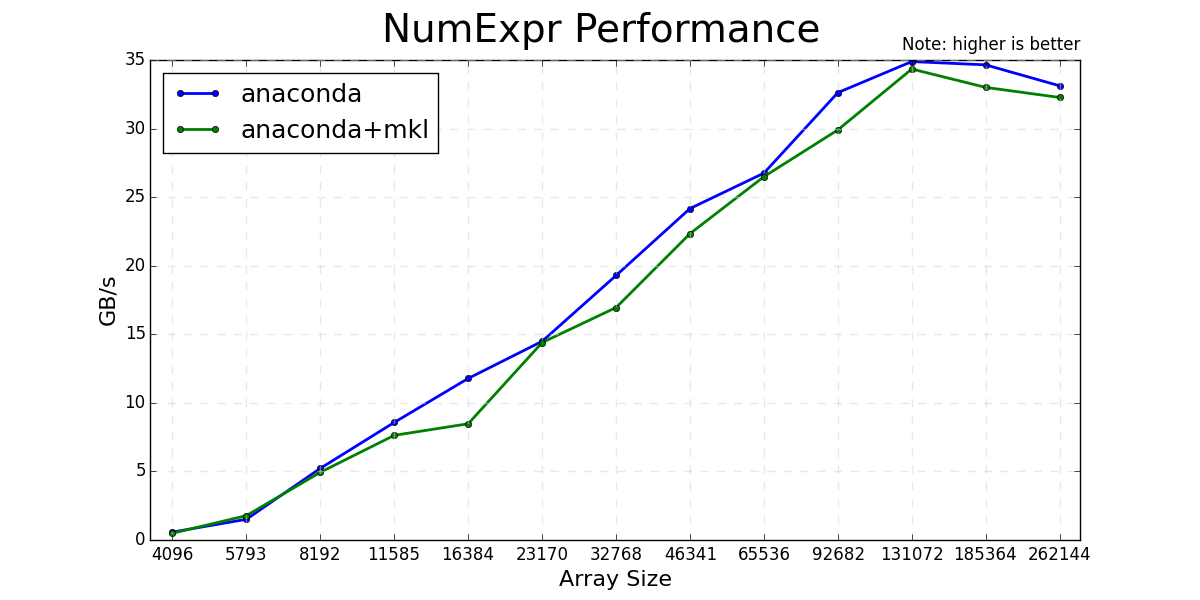 NumExpr Performance
Note: higher is better
anaconda
anaconda+mkl
35
30
25
20
15
10
5
0
GB/s
4096 5793 8192 11585 16384 23170 32768 46341 65536 92682 131072 185364 262144
Array Size